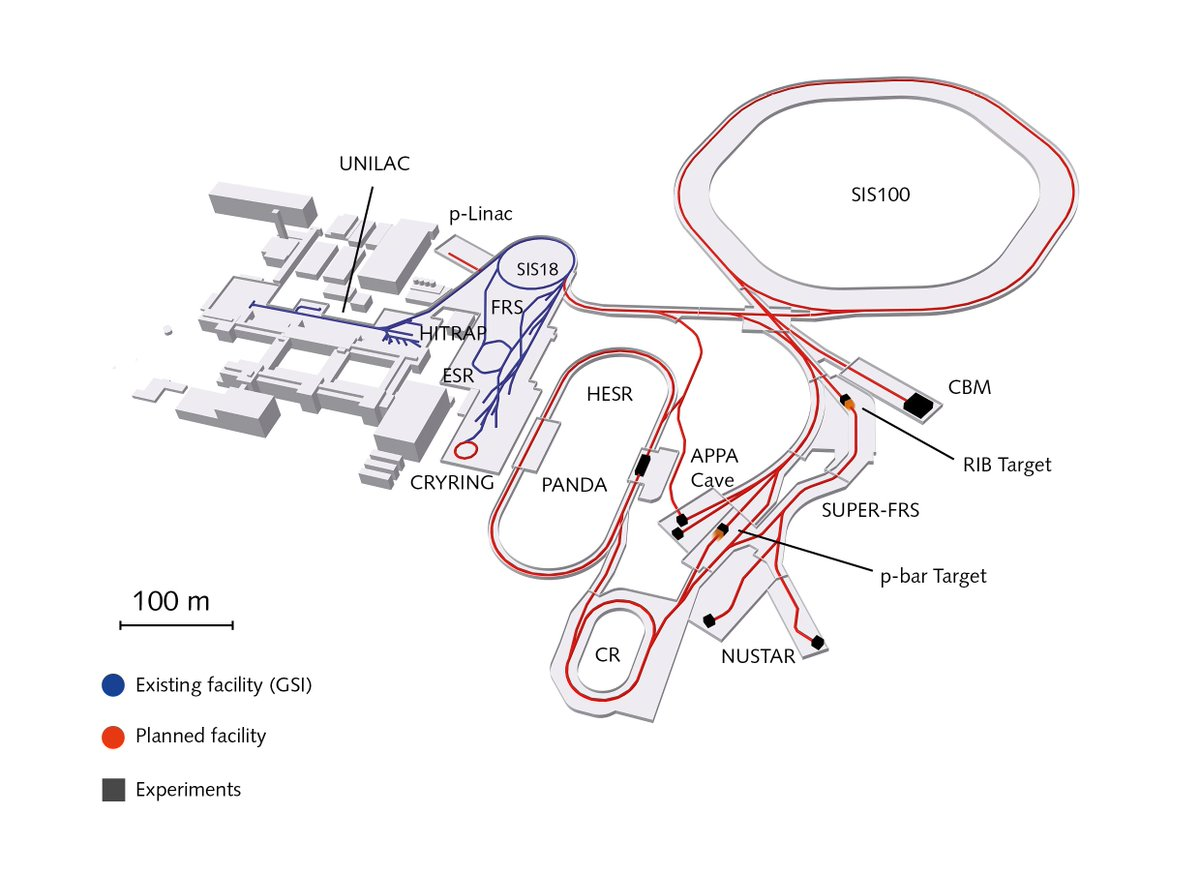 UNILAC
p-Linac
SIS100
SIS18
FRS
HITRAP
ESR
HESR
CBM
APPA
Cave
RIB Target
CRYRING
PANDA
SUPER-FRS
p-bar Target
100 m
CR
NUSTAR
Existing facility (GSI)
Planned facility
Experiments